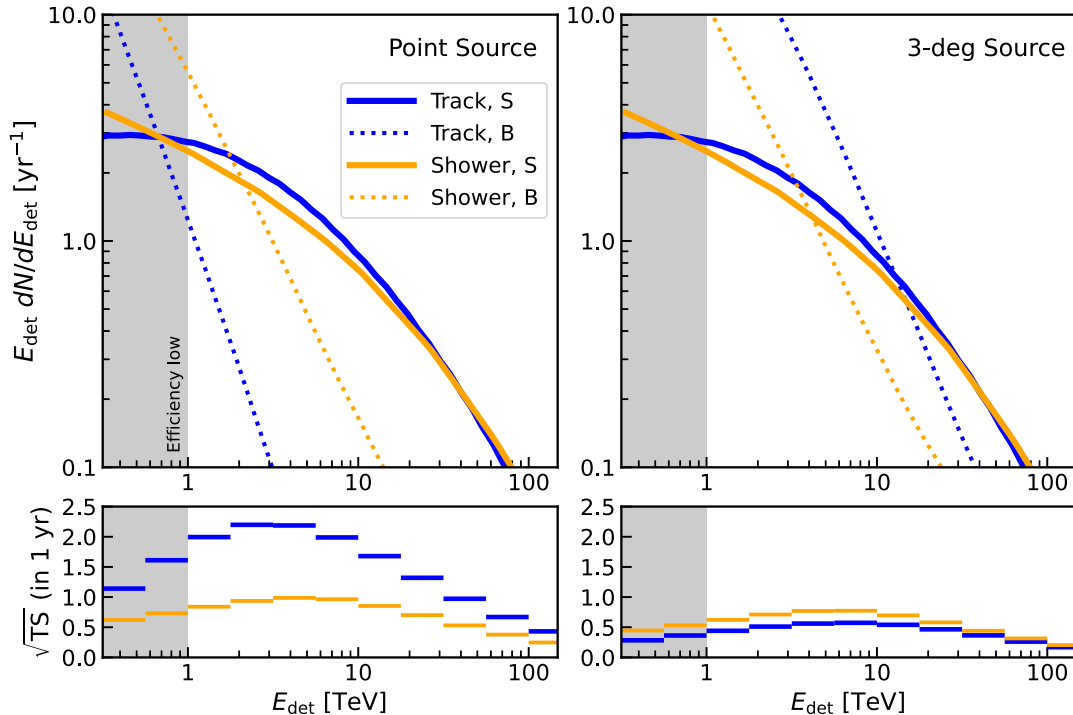 10.0
1.0
0.1
E_det dN/dE_det [yr⁻¹]
Point Source
Track, S
Track, B
Shower, S
Shower, B
Efficiency low
1
10
100
10.0
1.0
0.1
3-deg Source
1
10
100
2.5
2.0
1.5
1.0
0.5
0.0
√TS (in 1 yr)
1
10
100
E_det [TeV]
2.5
2.0
1.5
1.0
0.5
0.0
1
10
100
E_det [TeV]